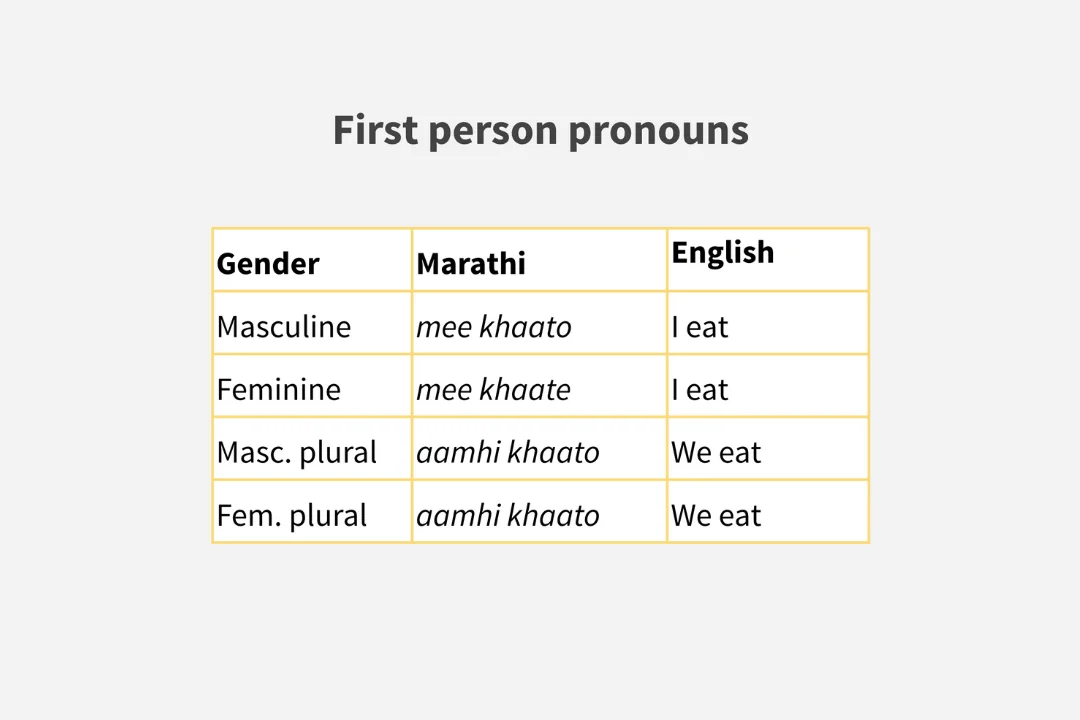 First person pronouns
Gender Marathi English
Masculine mee khaato I eat
Feminine mee khaate I eat
Masc. plural aamhi khaato We eat
Fem. plural aamhi khaato We eat